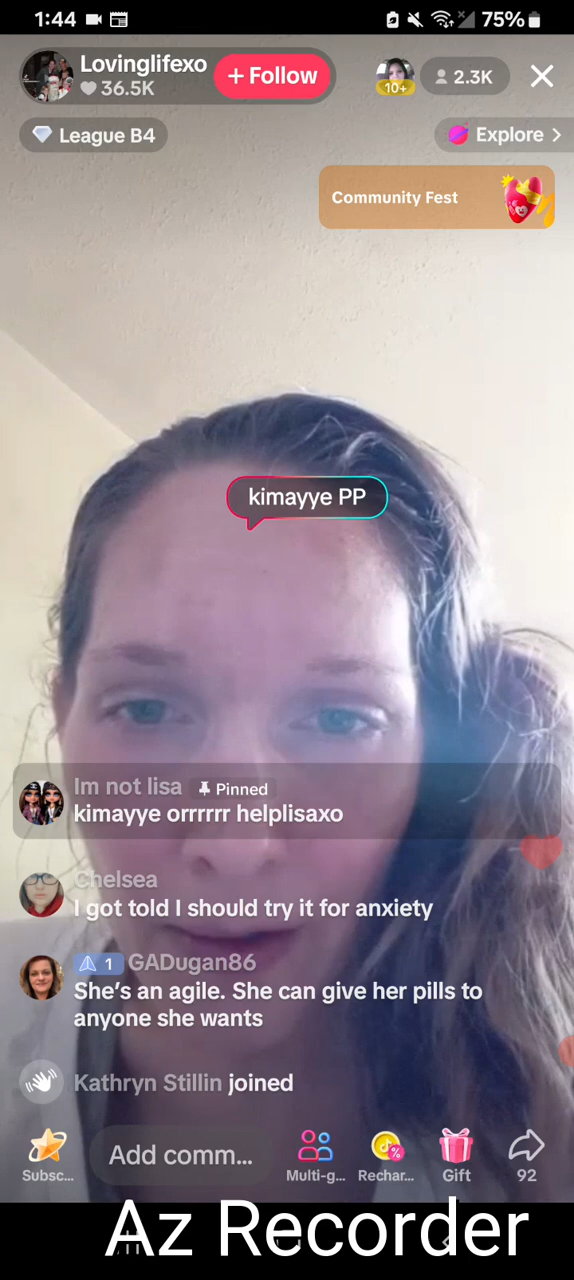 1:44
75%
Lovinglifexo
+ Follow
36.5K
10+
2.3K
League B4
Explore >
Community Fest
kimayye PP
Im not lisa Pinned
kimayye orrrrrr helplisaxo
Chelsea
I got told I should try it for anxiety
1 GADugan86
She's an agile. She can give her pills to
anyone she wants
Kathryn Stillin joined
Subsc...
Add comm...
Multi-g...
Rechar...
Gift
92
Az Recorder